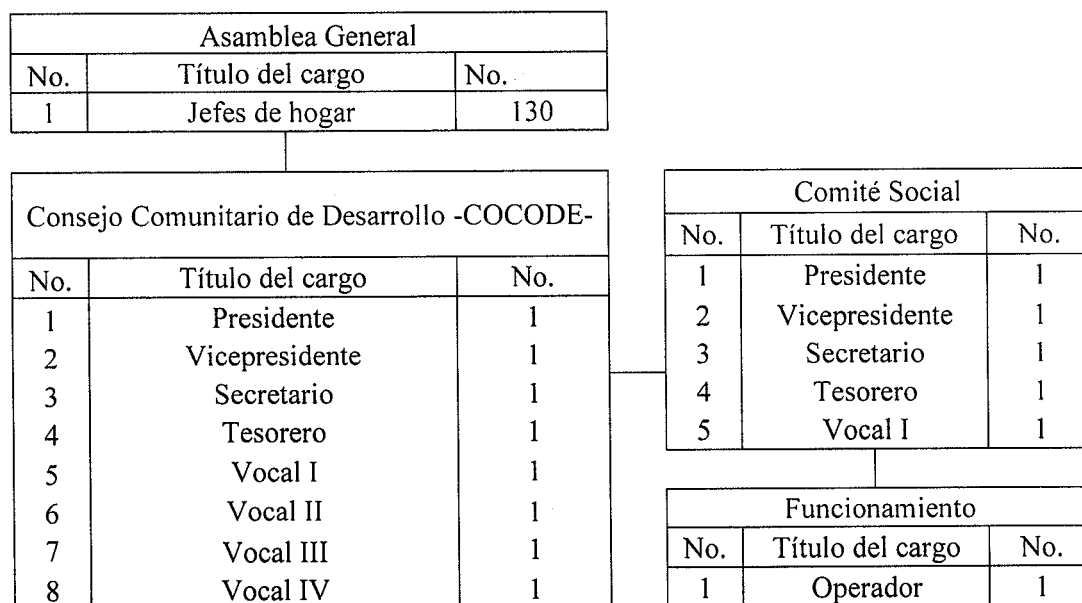 Asamblea General
No. Título del cargo No.
1 Jefes de hogar 130
Consejo Comunitario de Desarrollo -COCODE-
No. Título del cargo No.
1 Presidente 1
2 Vicepresidente 1
3 Secretario 1
4 Tesorero 1
5 Vocal I 1
6 Vocal II 1
7 Vocal III 1
8 Vocal IV 1
Comité Social
No. Título del cargo No.
1 Presidente 1
2 Vicepresidente 1
3 Secretario 1
4 Tesorero 1
5 Vocal I 1
Funcionamiento
No. Título del cargo No.
1 Operador 1